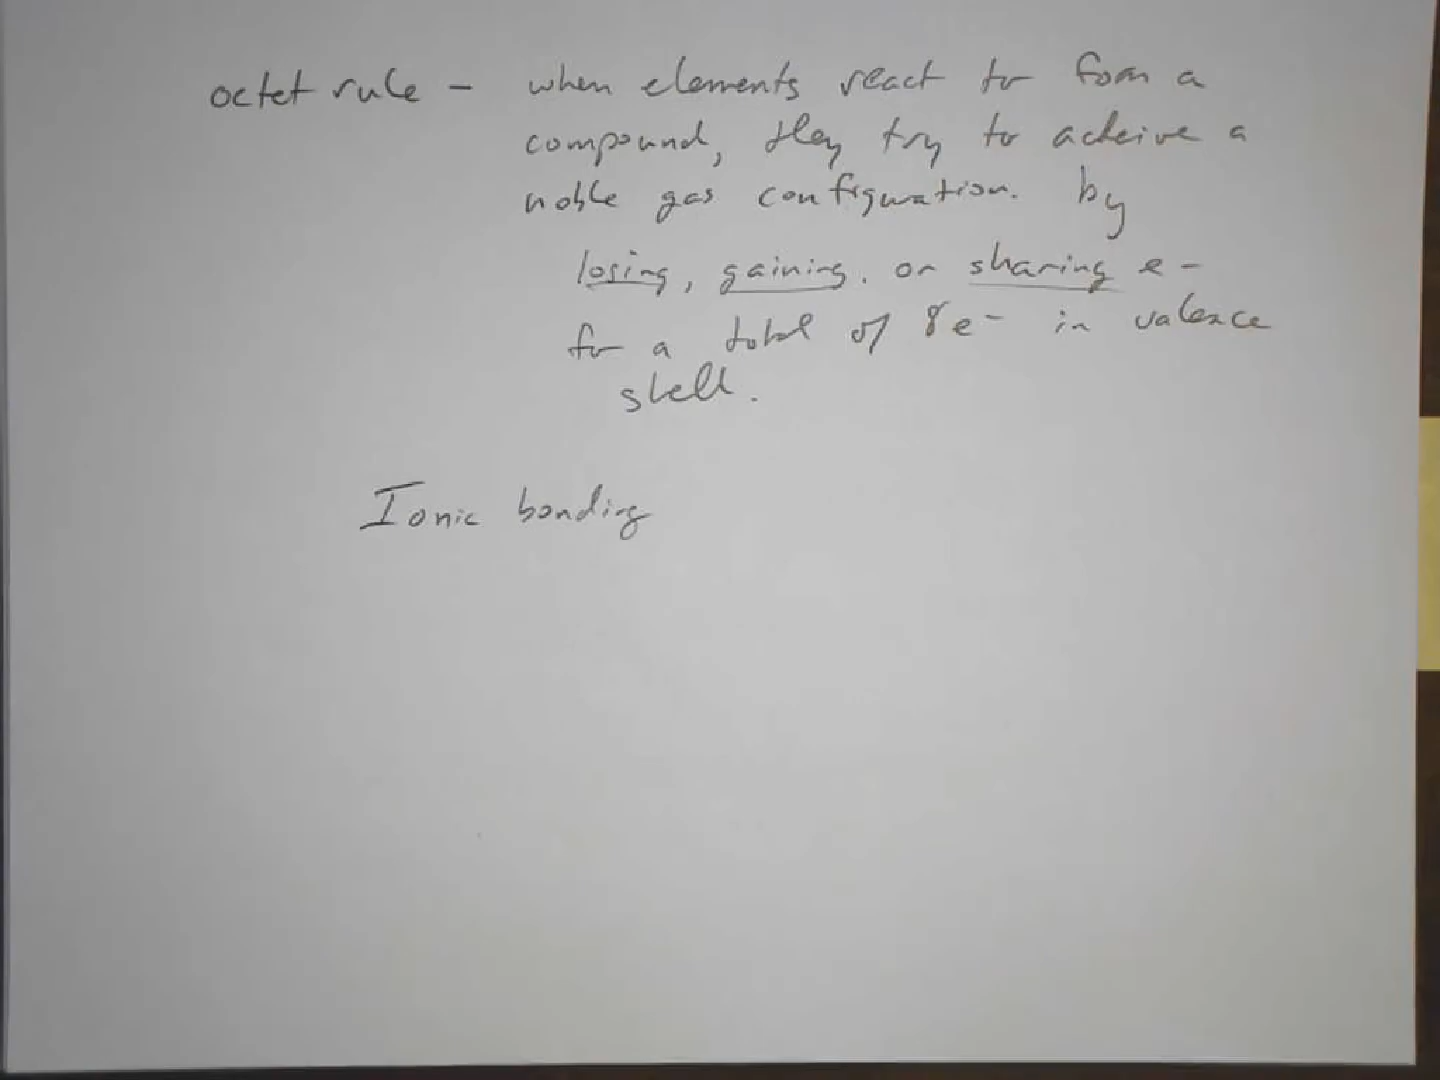 octet rule - when elements react to form a
compound, they try to acheive a
noble gas configuration. by
losing, gaining, or sharing e-
for a total of 8e- in valence
shell.
Ionic bonding